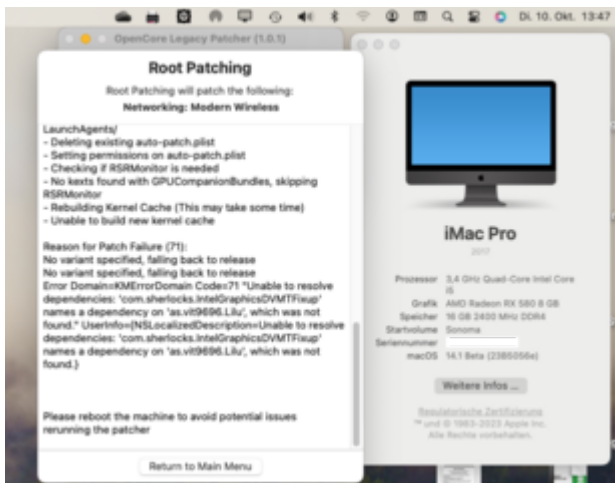 Di. 10. Okt. 13:47
OpenCore Legacy Patcher (1.0.1)
Root Patching
Root Patching will patch the following:
Networking: Modern Wireless
LaunchAgents/
- Deleting existing auto-patch.plist
- Setting permissions on auto-patch.plist
- Checking if RSRMonitor is needed
- No kexts found with GPUCompanionBundles, skipping
RSRMonitor
- Rebuilding Kernel Cache (This may take some time)
- Unable to build new kernel cache
Reason for Patch Failure (71):
No variant specified, falling back to release
No variant specified, falling back to release
Error Domain=KMErrorDomain Code=71 "Unable to resolve
dependencies: 'com.sherlocks.IntelGraphicsDVMTFixup'
names a dependency on 'as.vit9696.Lilu', which was not
found." UserInfo={NSLocalizedDescription=Unable to resolve
dependencies: 'com.sherlocks.IntelGraphicsDVMTFixup'
names a dependency on 'as.vit9696.Lilu', which was not
found.}
Please reboot the machine to avoid potential issues
rerunning the patcher
Return to Main Menu
iMac Pro
2017
Prozessor 3,4 GHz Quad-Core Intel Core
i5
Grafik AMD Radeon RX 580 8 GB
Speicher 16 GB 2400 MHz DDR4
Startvolume Sonoma
Seriennummer
macOS 14.1 Beta (23B5056e)
Weitere Infos ...
Regulatorische Zertifizierung
™ und © 1983-2023 Apple Inc.
Alle Rechte vorbehalten.